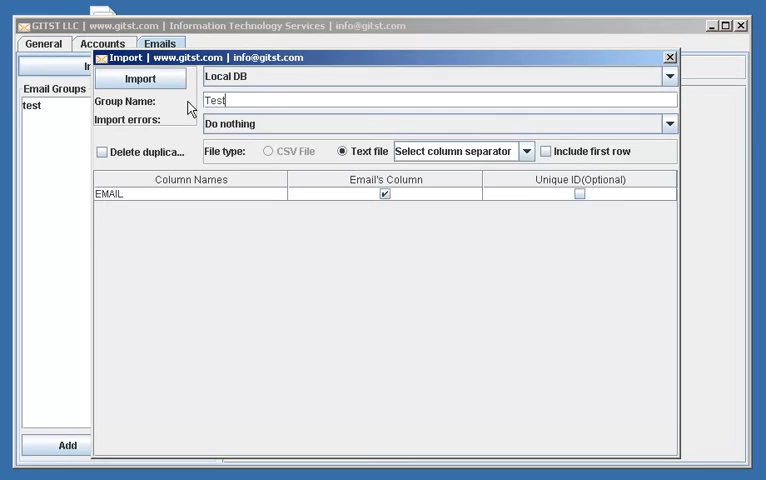 GITST LLC | www.gitst.com | Information Technology Services | info@gitst.com
General Accounts Emails
Import | www.gitst.com | info@gitst.com
Import
Local DB
Email Groups
Group Name:
Test
test
Import errors:
Do nothing
Delete duplica...
File type:
CSV File
Text file
Select column separator
Include first row
Column Names
Email's Column
Unique ID(Optional)
EMAIL
Add